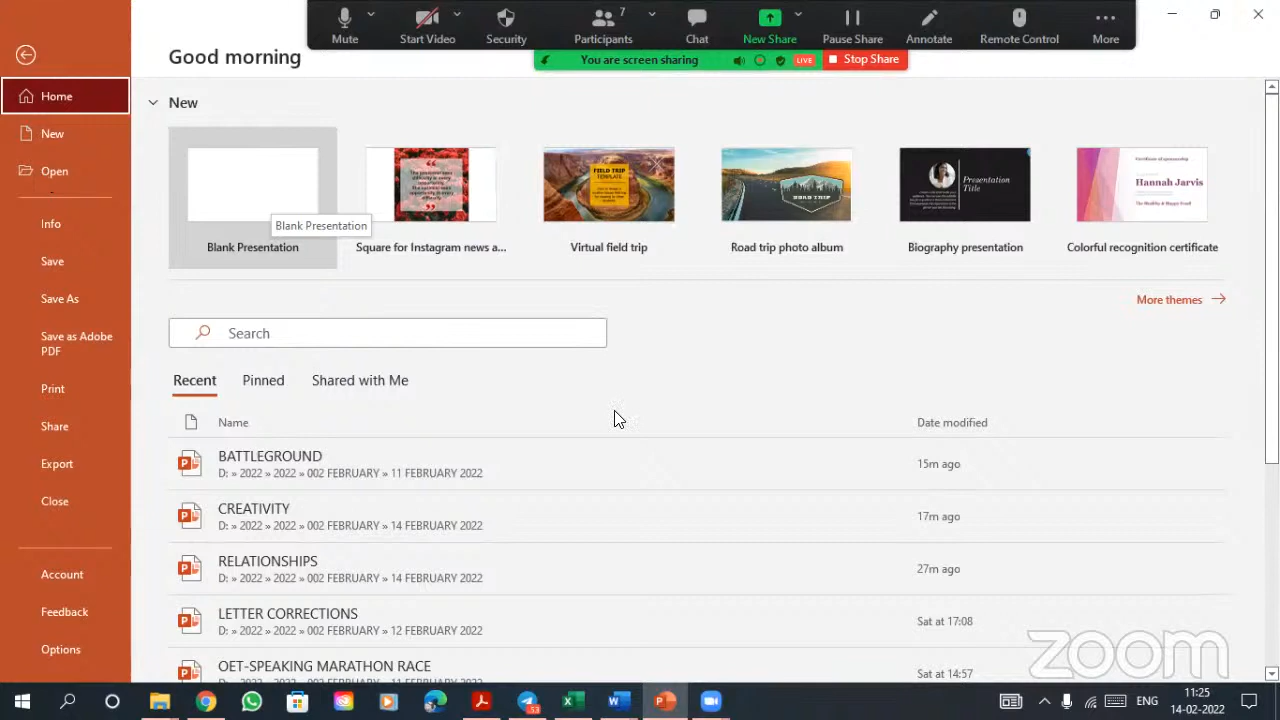 Mute
Start Video
Security
Participants
7
Chat
New Share
Pause Share
Annotate
Remote Control
More
You are screen sharing
LIVE
Stop Share
Good morning
Home
New
Open
Info
Save
Save As
Save as Adobe
PDF
Print
Share
Export
Close
Account
Feedback
Options
New
FIELD TRIP
TEMPLATE
ROAD TRIP
Presentation
Title
Certificate of sponsorship
Hannah Jarvis
Blank Presentation
Blank Presentation
Square for Instagram news a...
Virtual field trip
Road trip photo album
Biography presentation
Colorful recognition certificate
More themes
Search
Recent
Pinned
Shared with Me
Name
Date modified
BATTLEGROUND
D: » 2022 » 2022 » 002 FEBRUARY » 11 FEBRUARY 2022
15m ago
CREATIVITY
D: » 2022 » 2022 » 002 FEBRUARY » 14 FEBRUARY 2022
17m ago
RELATIONSHIPS
D: » 2022 » 2022 » 002 FEBRUARY » 14 FEBRUARY 2022
27m ago
LETTER CORRECTIONS
D: » 2022 » 2022 » 002 FEBRUARY » 12 FEBRUARY 2022
Sat at 17:08
OET-SPEAKING MARATHON RACE
Sat at 14:57
zoom
53
ENG
11:25
14-02-2022